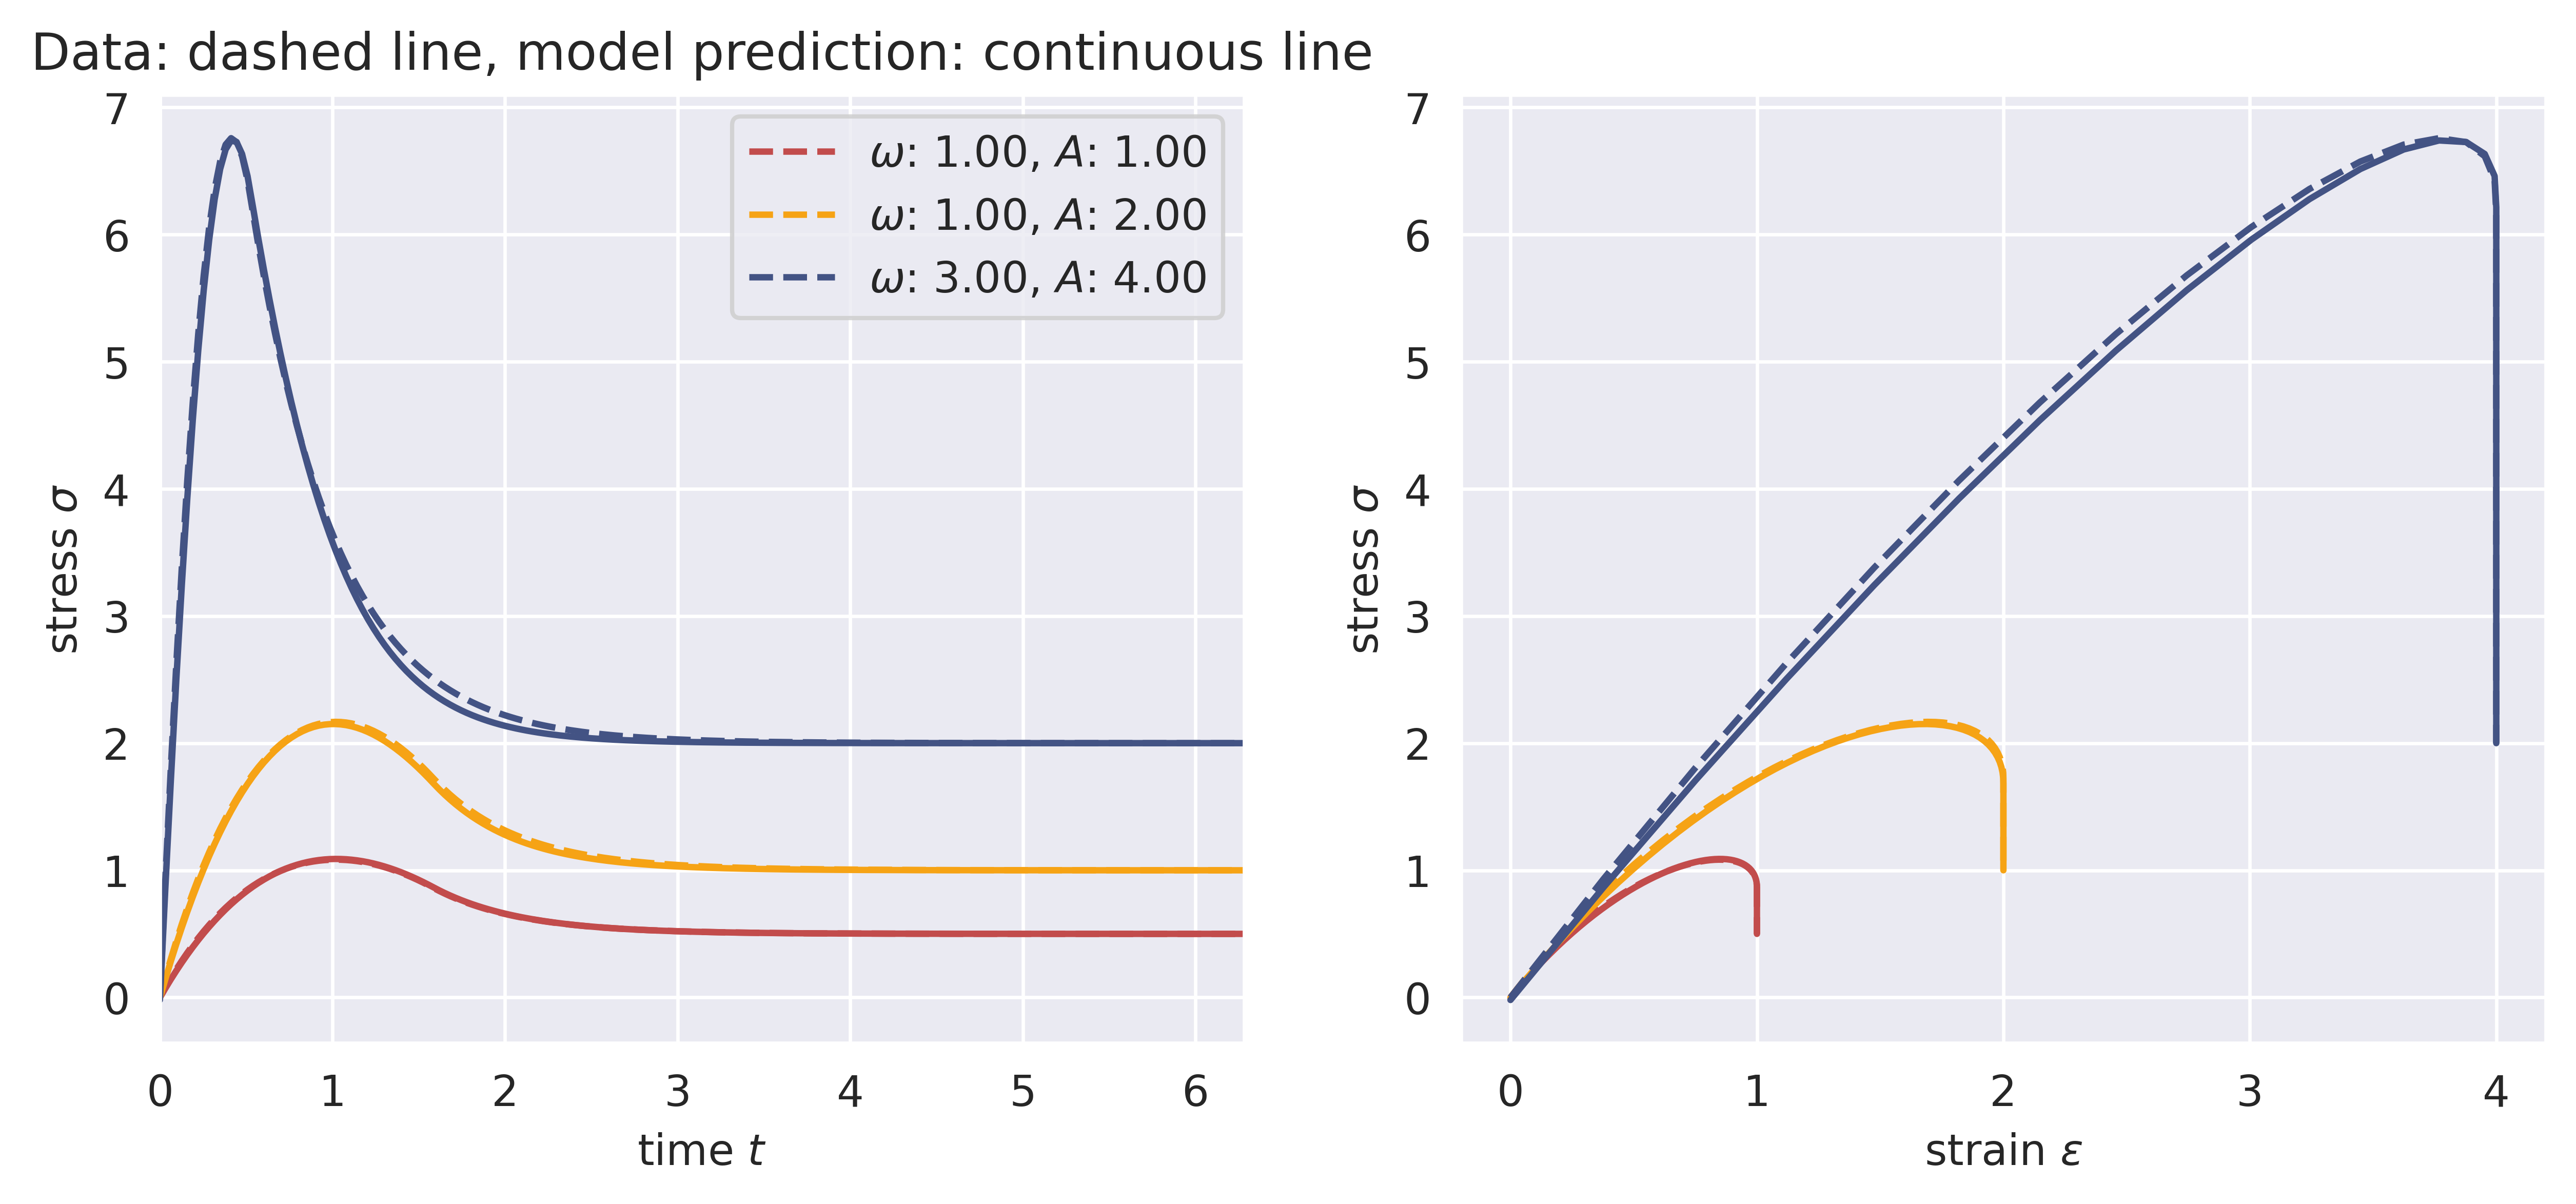 Data: dashed line, model prediction: continuous line
7
6
5
4
3
2
1
0
stress σ
0 1 2 3 4 5 6
time t
ω: 1.00, A: 1.00
ω: 1.00, A: 2.00
ω: 3.00, A: 4.00
7
6
5
4
3
2
1
0
stress σ
0 1 2 3 4
strain ε